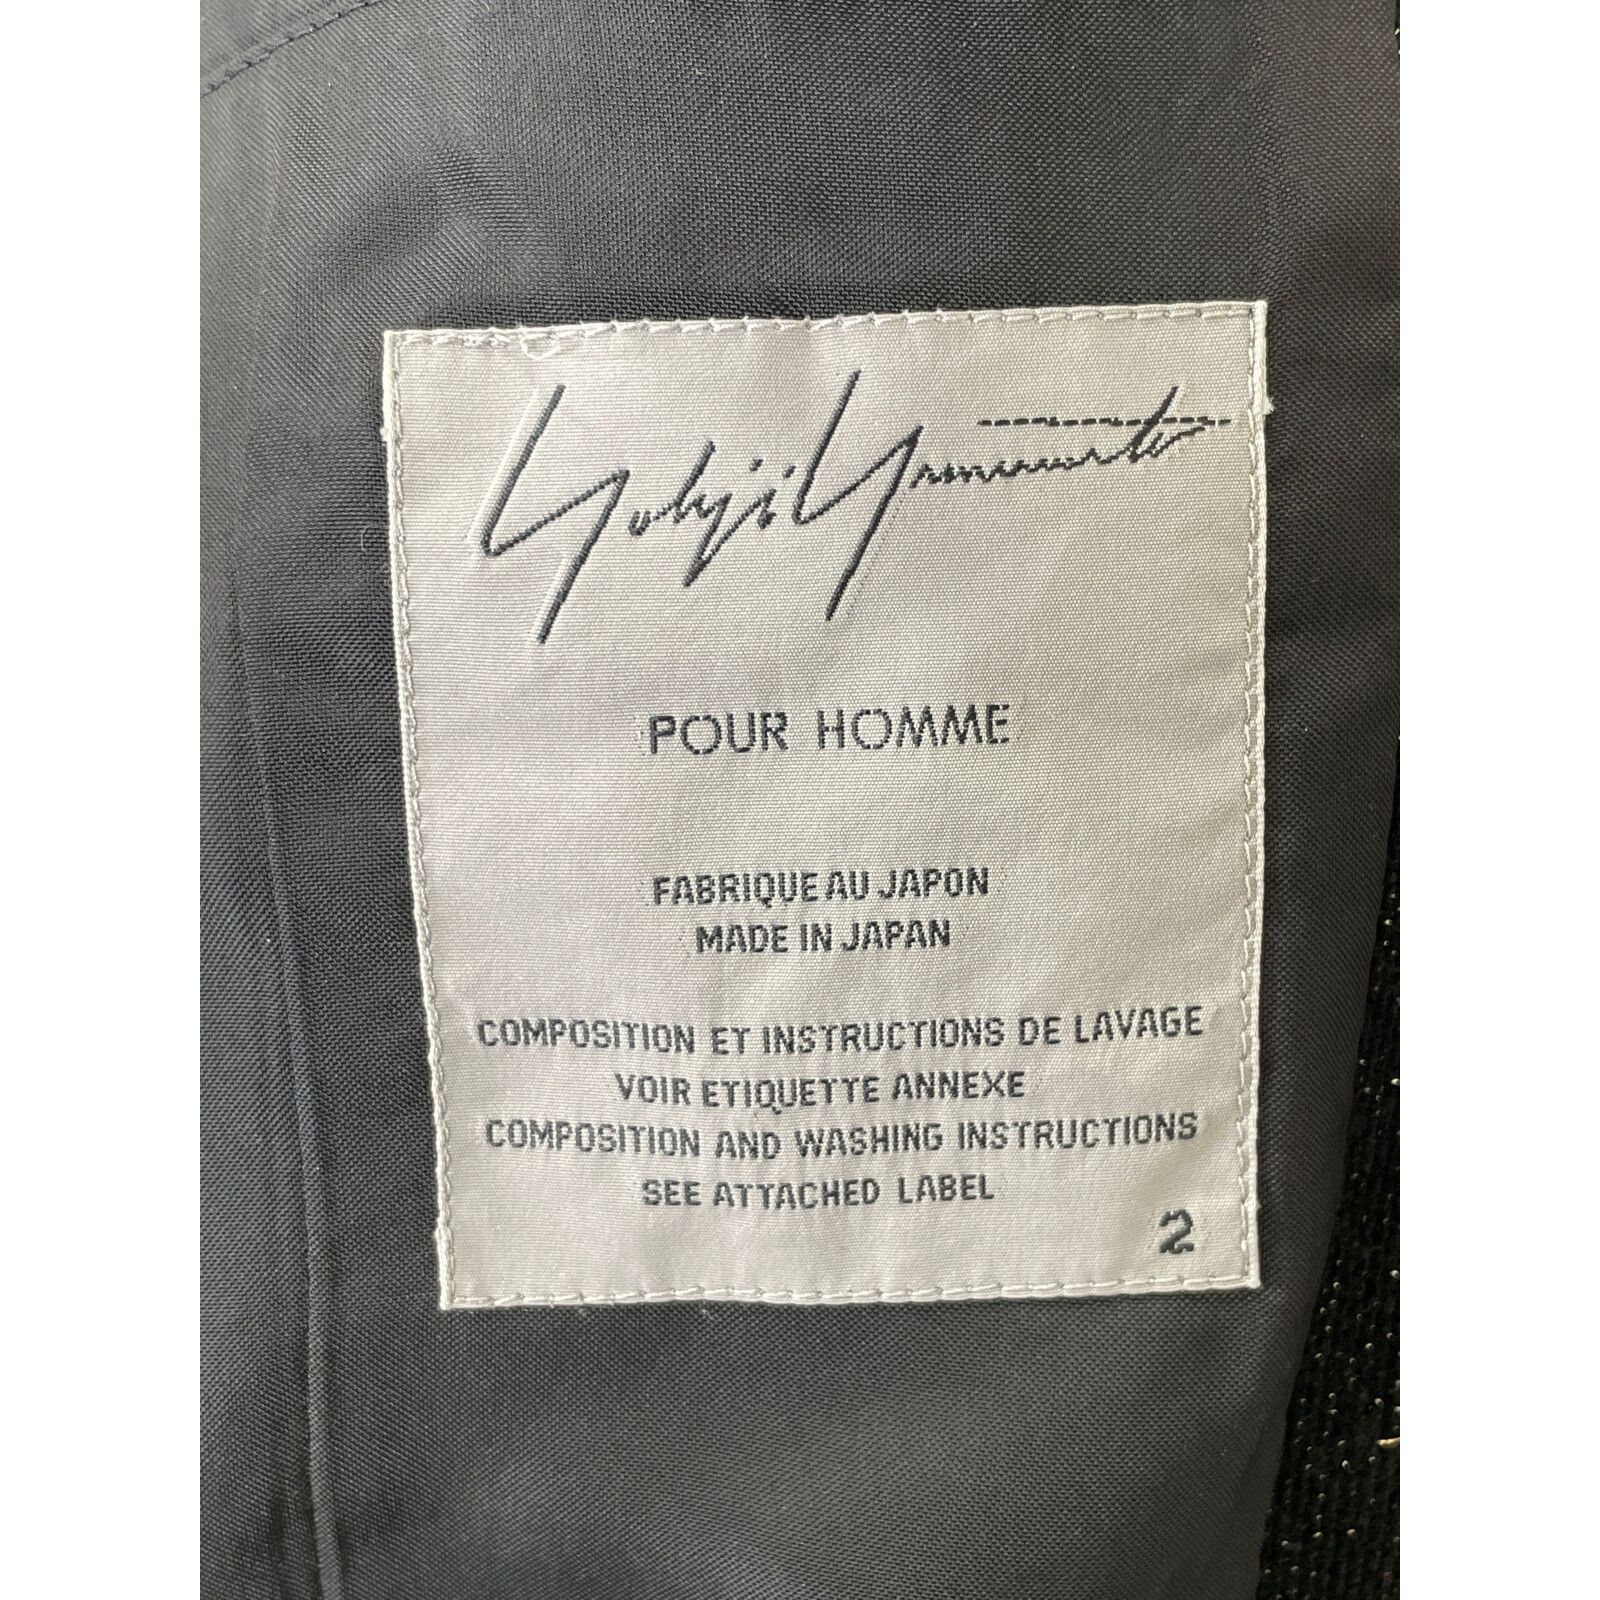 Yohji Yamamoto
POUR HOMME
FABRIQUE AU JAPON
MADE IN JAPAN
COMPOSITION ET INSTRUCTIONS DE LAVAGE
VOIR ETIQUETTE ANNEXE
COMPOSITION AND WASHING INSTRUCTIONS
SEE ATTACHED LABEL
2